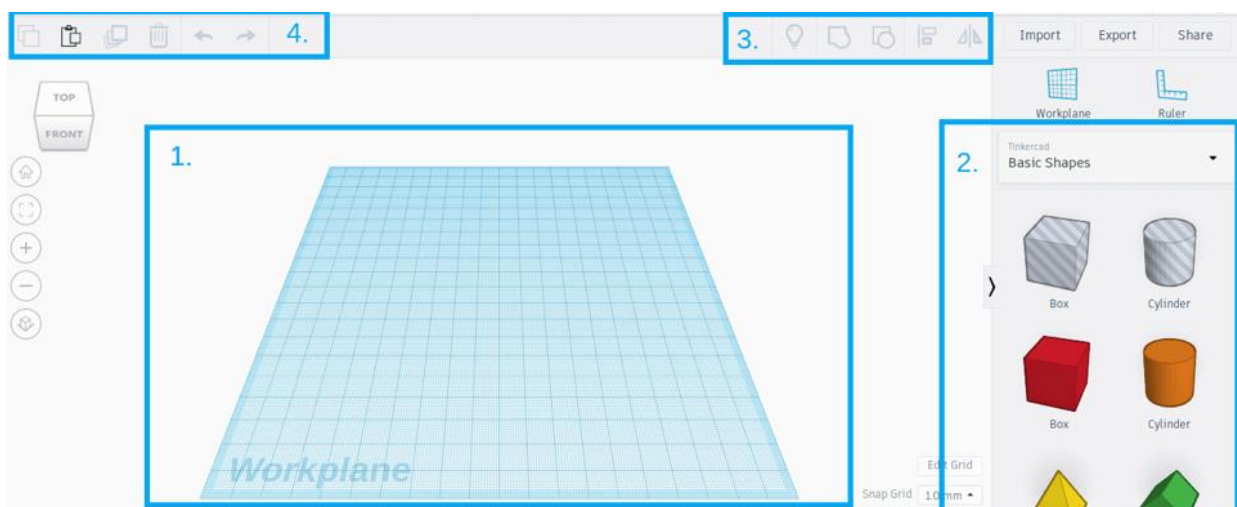 4.
3.
Import Export Share
TOP
FRONT
Workplane Ruler
1.
2.
Tinkercad
Basic Shapes
Box Cylinder
Box Cylinder
Workplane
Edit Grid
Snap Grid 1.0 mm